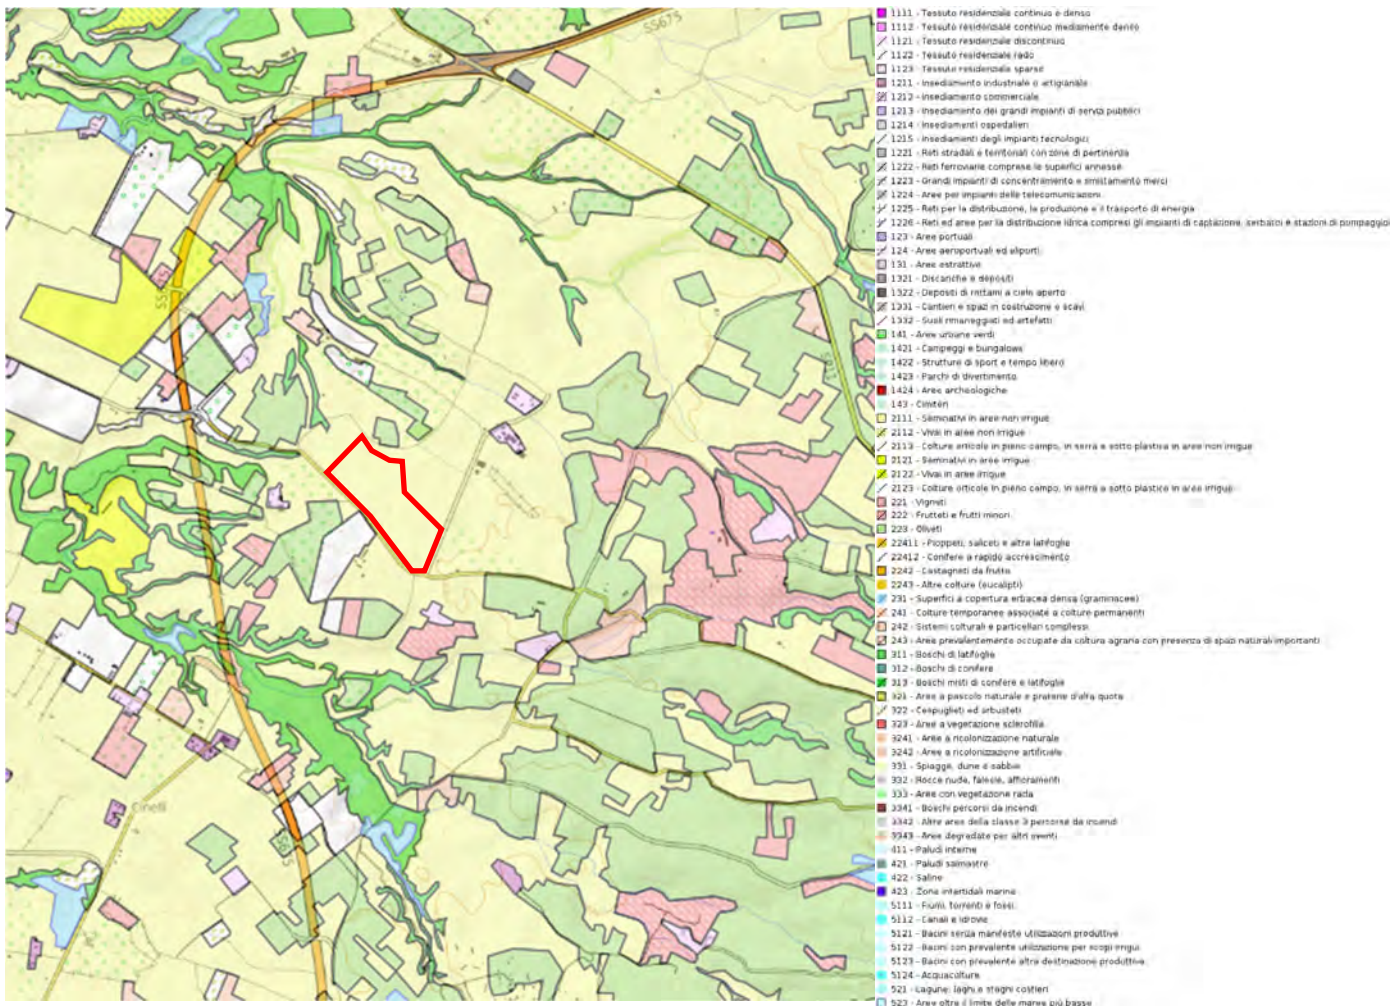 SS675
SS675
SP013
Cinelli
SS675
1111 - Tessuto residenziale continuo e denso
1112 - Tessuto residenziale continuo mediamente denso
1121 - Tessuto residenziale discontinuo
1122 - Tessuto residenziale rado
1123 - Tessuto residenziale sparso
1211 - Insediamento industriale o artigianale
1212 - Insediamento commerciale
1213 - Insediamento dei grandi impianti di servizi pubblici
1214 - Insediamenti ospedalieri
1215 - Insediamenti degli impianti tecnologici
1221 - Reti stradali e territoriali con zone di pertinenza
1222 - Reti ferroviarie comprese le superfici annesse
1223 - Grandi impianti di concentramento e smistamento merci
1224 - Aree per impianti delle telecomunicazioni
1225 - Reti per la distribuzione, la produzione e il trasporto di energia
1226 - Reti ed aree per la distribuzione idrica compresi gli impianti di captazione, serbatoi e stazioni di pompaggio
123 - Aree portuali
124 - Aree aeroportuali ed eliporti
131 - Aree estrattive
1321 - Discariche e depositi
1322 - Depositi di rottami a cielo aperto
1331 - Cantieri e spazi in costruzione e scavi
1332 - Suoli rimaneggiati ed artefatti
141 - Aree urbane verdi
1421 - Campeggi e bungalows
1422 - Strutture di sport e tempo libero
1423 - Parchi di divertimento
1424 - Aree archeologiche
143 - Cimiteri
2111 - Seminativi in aree non irrigue
2112 - Vivai in aree non irrigue
2113 - Colture orticole in pieno campo, in serra e sotto plastica in aree non irrigue
2121 - Seminativi in aree irrigue
2122 - Vivai in aree irrigue
2123 - Colture orticole in pieno campo, in serra e sotto plastica in aree irrigue
221 - Vigneti
222 - Frutteti e frutti minori
223 - Oliveti
22411 - Pioppeti, saliceti e altre latifoglie
22412 - Conifere a rapido accrescimento
2242 - Castagneti da frutto
2243 - Altre colture (eucalipti)
231 - Superfici a copertura erbacea densa (graminacee)
241 - Colture temporanee associate a colture permanenti
242 - Sistemi colturali e particellari complessi
243 - Aree prevalentemente occupate da coltura agraria con presenza di spazi naturali importanti
311 - Boschi di latifoglie
312 - Boschi di conifere
313 - Boschi misti di conifere e latifoglie
321 - Aree a pascolo naturale e praterie d'alta quota
322 - Cespuglieti ed arbusteti
323 - Aree a vegetazione sclerofilla
3241 - Aree a ricolonizzazione naturale
3242 - Aree a ricolonizzazione artificiale
331 - Spiagge, dune e sabbie
332 - Rocce nude, falesie, affioramenti
333 - Aree con vegetazione rada
3341 - Boschi percorsi da incendi
3342 - Altre aree della classe 3 percorse da incendi
3343 - Aree degradate per altri eventi
411 - Paludi interne
421 - Paludi salmastre
422 - Saline
423 - Zone intertidali marine
5111 - Fiumi, torrenti e fossi
5112 - Canali e idrovie
5121 - Bacini senza manifeste utilizzazioni produttive
5122 - Bacini con prevalente utilizzazione per scopi irrigui
5123 - Bacini con prevalente altra destinazione produttiva
5124 - Acquacolture
521 - Lagune, laghi e stagni costieri
523 - Aree oltre il limite delle maree più basse